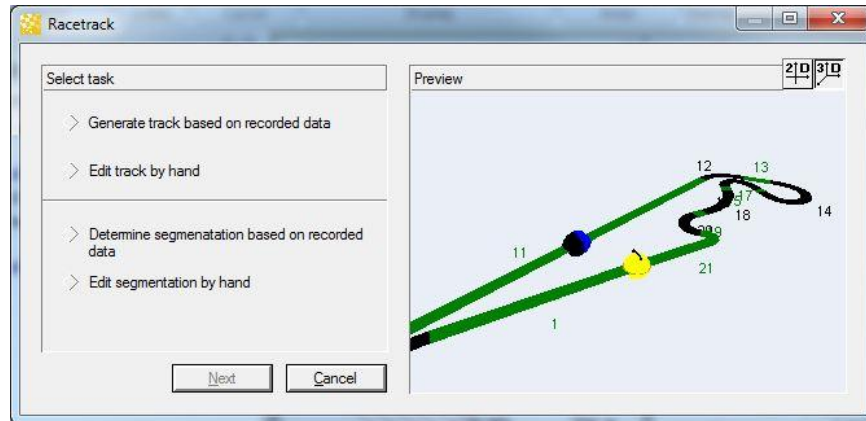 Racetrack
Select task
Generate track based on recorded data
Edit track by hand
Determine segmenatation based on recorded
data
Edit segmentation by hand
Next
Cancel
Preview
2D
3D
12
13
14
17
18
11
21
1